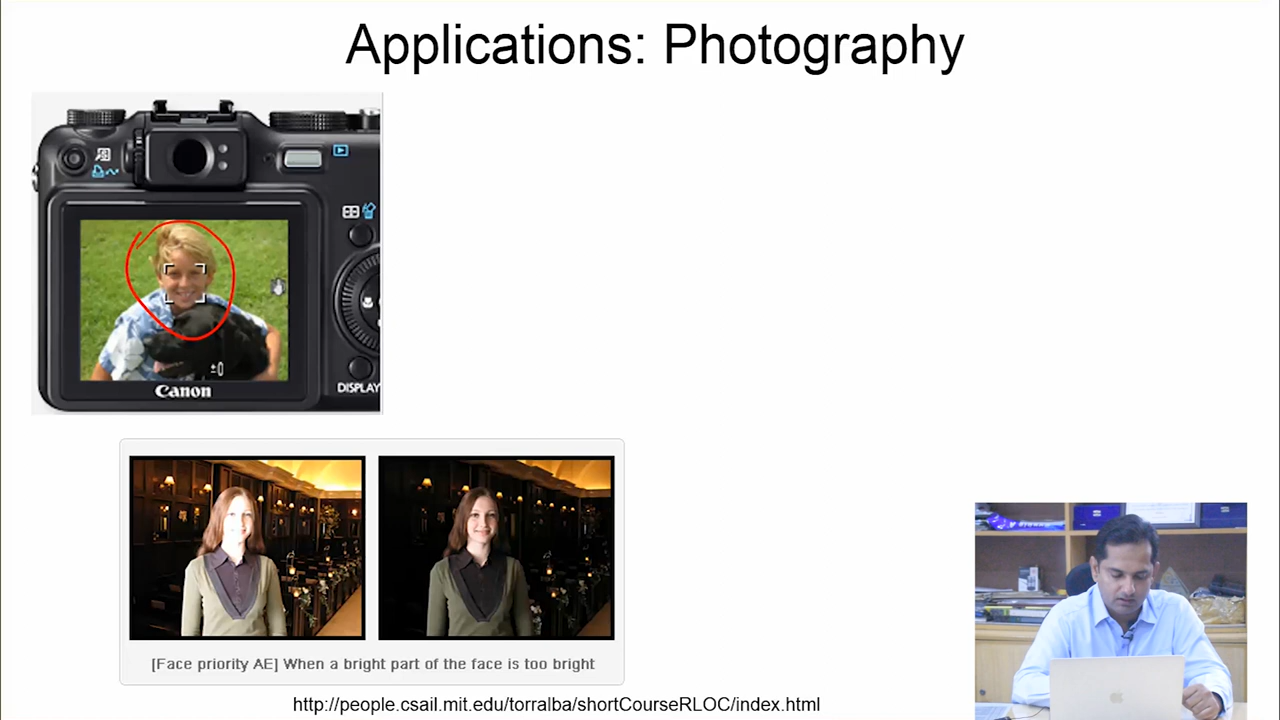 Applications: Photography
±0
Canon
DISPLAY
[Face priority AE] When a bright part of the face is too bright
http://people.csail.mit.edu/torralba/shortCourseRLOC/index.html